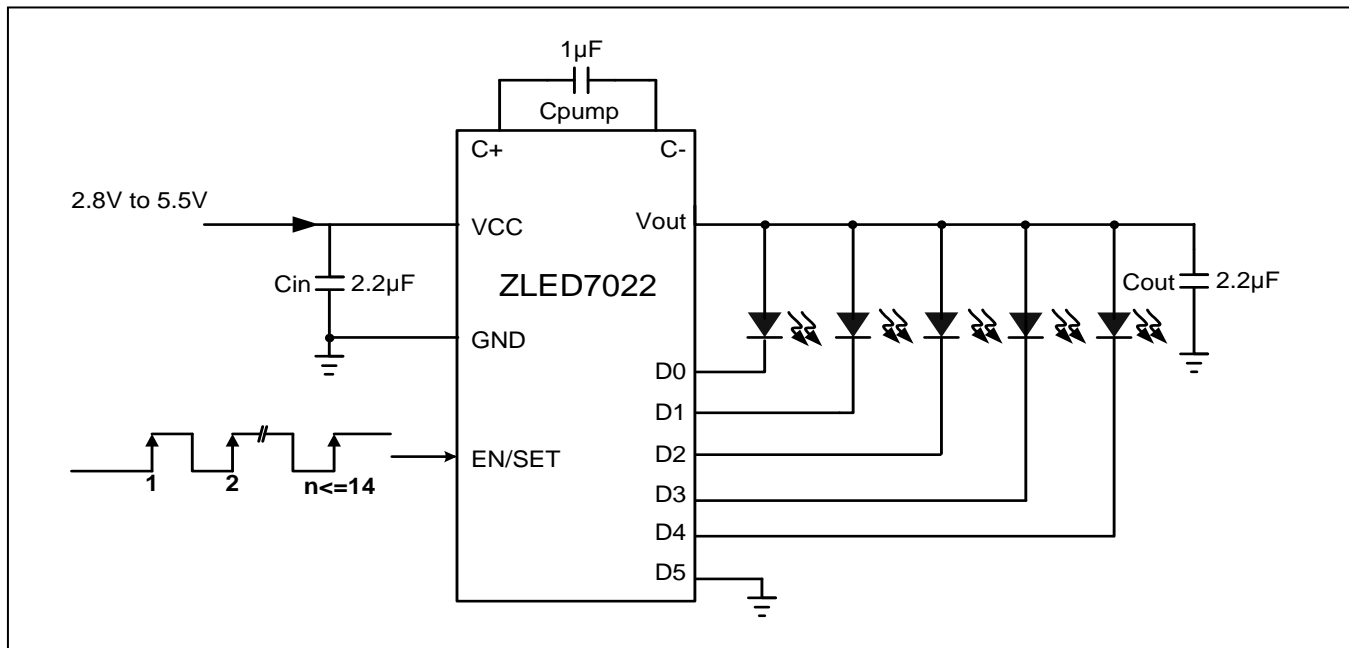 1µF
Cpump
C+ C-
2.8V to 5.5V
VCC Vout
ZLED7022
Cin 2.2µF
Cout 2.2µF
GND
D0
D1
D2
EN/SET
D3
D4
D5
1 2 n<=14